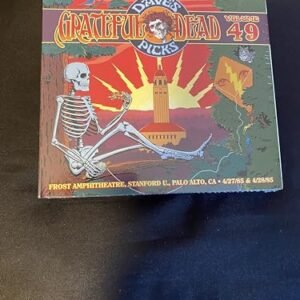 DAVE'S
GRATEFUL DEAD
PICKS
VOLUME
49
FROST AMPHITHEATRE, STANFORD U., PALO ALTO, CA • 4/27/85 & 4/28/85